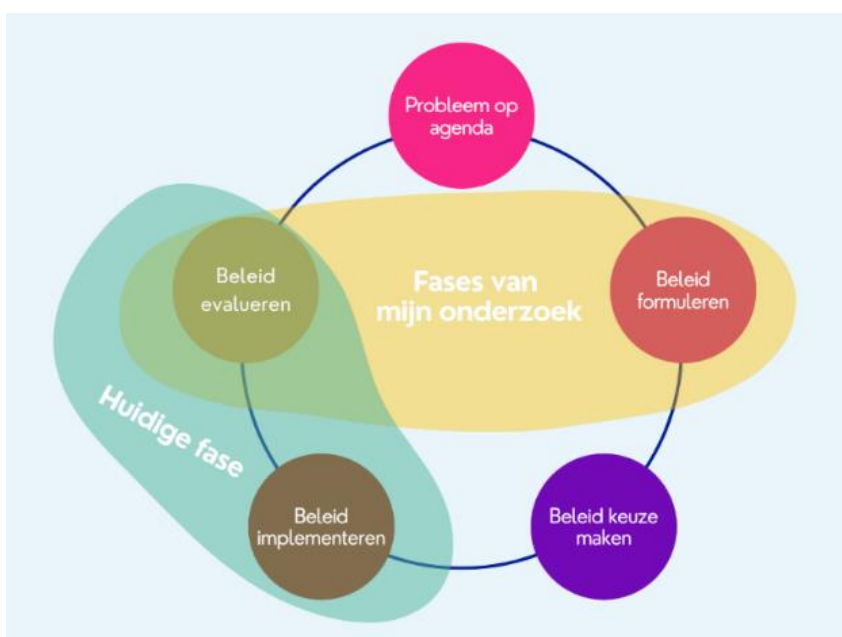 Probleem op
agenda
Beleid
evalueren
Fases van
mijn onderzoek
Beleid
formuleren
Huidige fase
Beleid
implementeren
Beleid keuze
maken